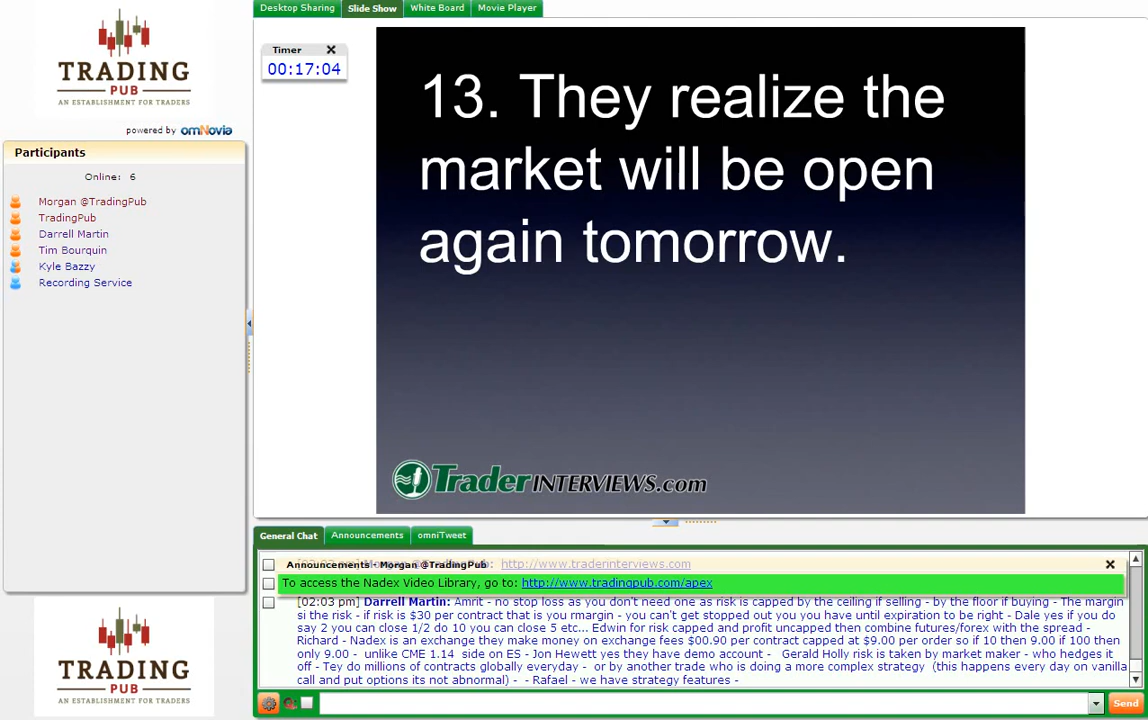 Desktop Sharing
Slide Show
White Board
Movie Player
TRADING
PUB
AN ESTABLISHMENT FOR TRADERS
powered by omNovia
Participants
Online: 6
Morgan @TradingPub
TradingPub
Darrell Martin
Tim Bourquin
Kyle Bazzy
Recording Service
Timer
00:17:04
13. They realize the
market will be open
again tomorrow.
TraderINTERVIEWS.com
TRADING
PUB
AN ESTABLISHMENT FOR TRADERS
General Chat
Announcements
omniTweet
Announcements- Morgan @TradingPub
http://www.traderinterviews.com
To access the Nadex Video Library, go to: http://www.tradingpub.com/apex
[02:03 pm] Darrell Martin: Amrit - no stop loss as you don't need one as risk is capped by the ceiling if selling - by the floor if buying - The margin
si the risk - if risk is $30 per contract that is you rmargin - you can't get stopped out you you have until expiration to be right - Dale yes if you do
say 2 you can close 1/2 do 10 you can close 5 etc... Edwin for risk capped and profit uncapped then combine futures/forex with the spread -
Richard - Nadex is an exchange they make money on exchange fees $00.90 per contract capped at $9.00 per order so if 10 then 9.00 if 100 then
only 9.00 - unlike CME 1.14 side on ES - Jon Hewett yes they have demo account - Gerald Holly risk is taken by market maker - who hedges it
off - Tey do millions of contracts globally everyday - or by another trade who is doing a more complex strategy (this happens every day on vanilla
call and put options its not abnormal) - - Rafael - we have strategy features -
Send